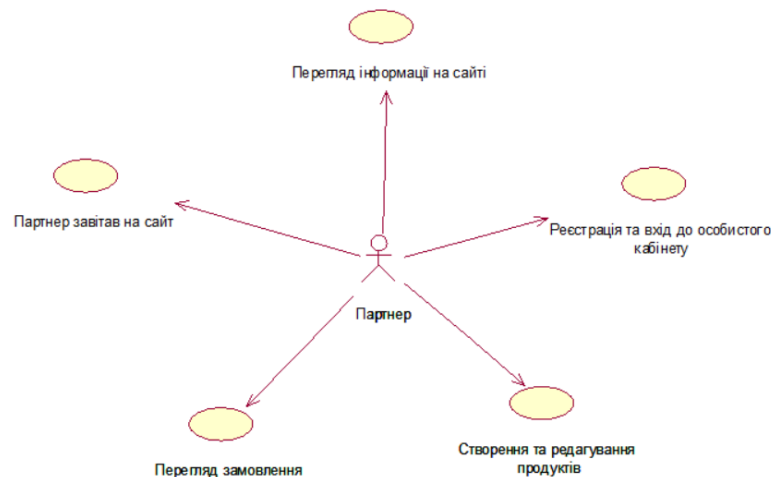 Перегляд інформації на сайті
Партнер завітав на сайт
Реєстрація та вхід до особистого
кабінету
Партнер
Перегляд замовлення
Створення та редагування
продуктів